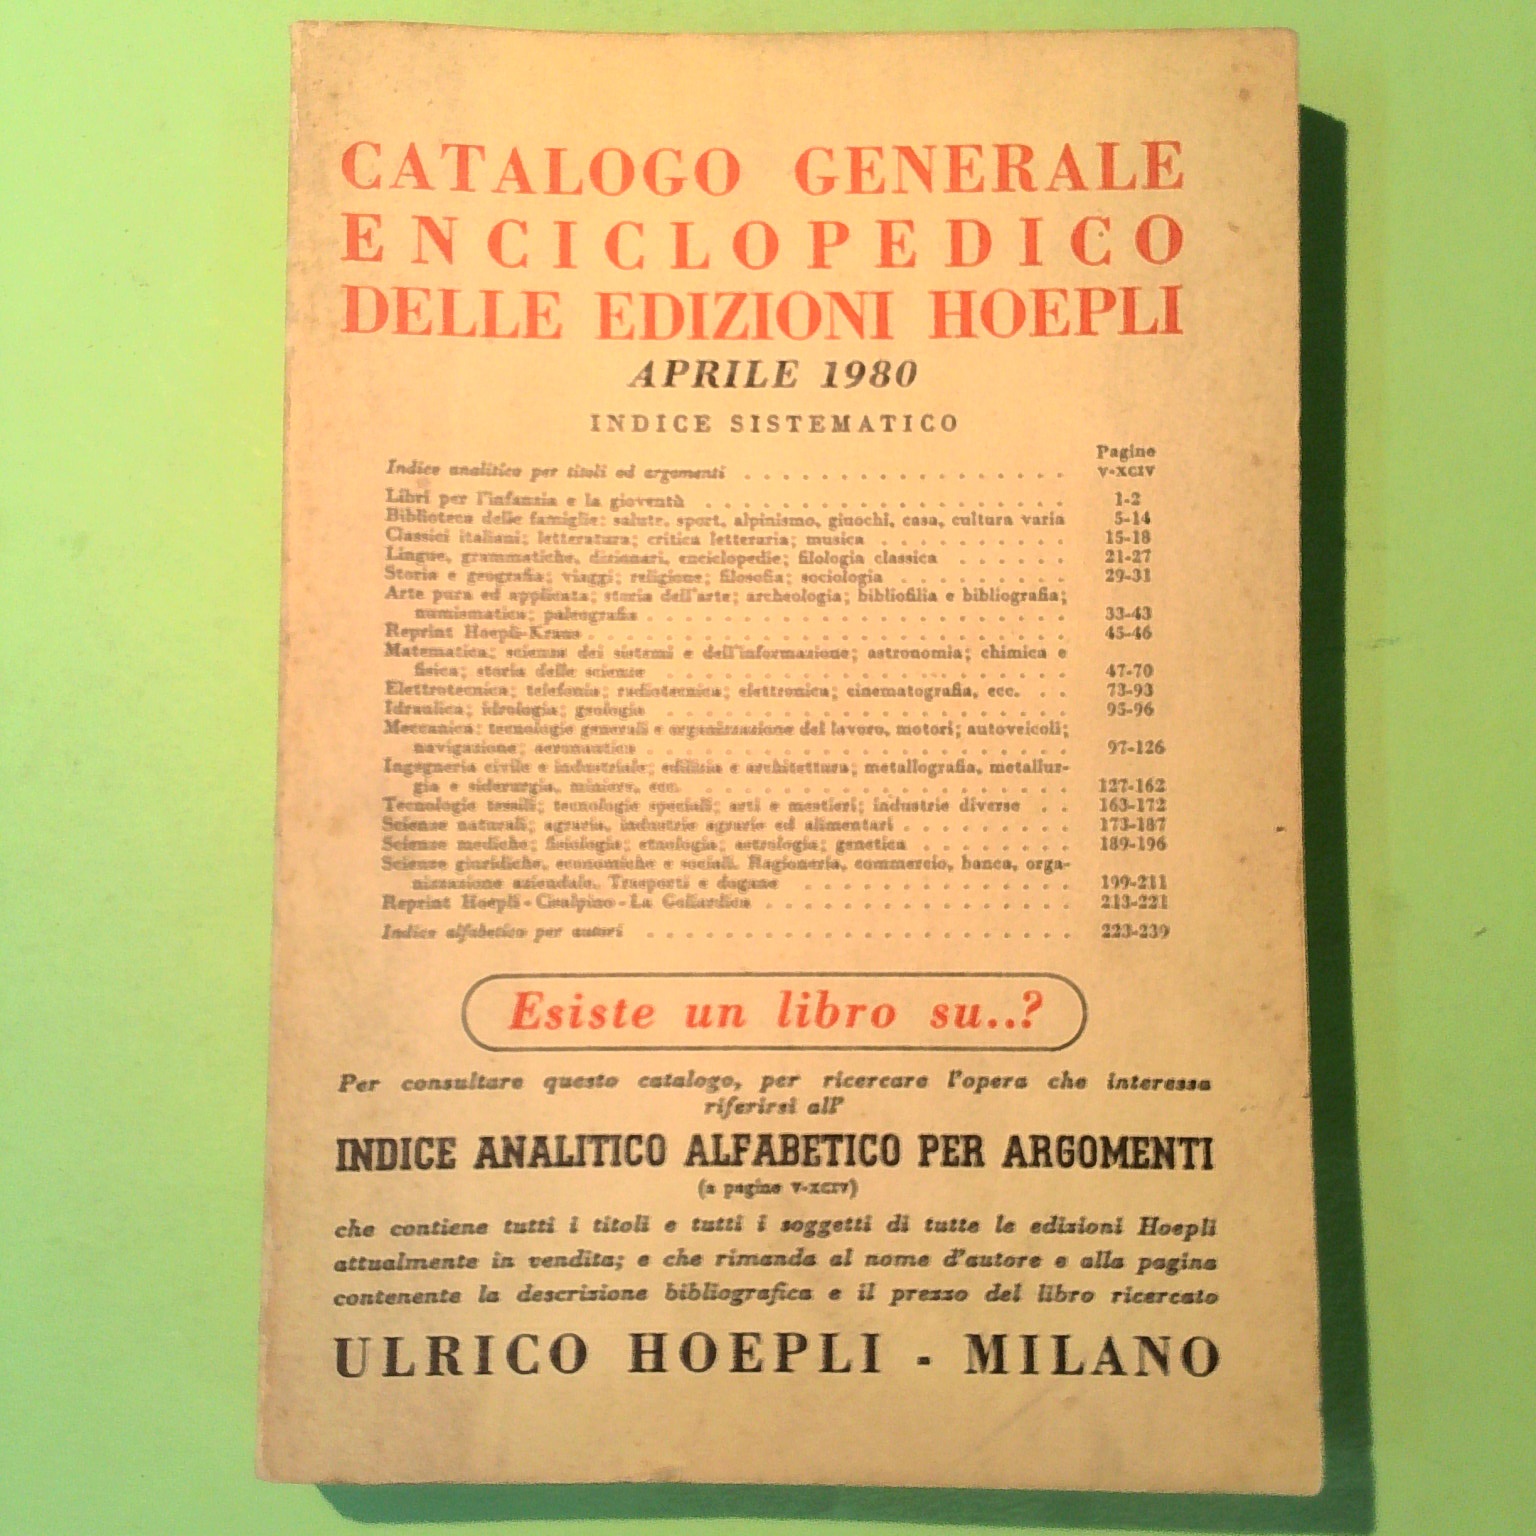 CATALOGO GENERALE
ENCICLOPEDICO
DELLE EDIZIONI HOEPLI
APRILE 1980
INDICE SISTEMATICO
Pagine
Indice analitico per titoli ed argomenti . . . . . . . . . . . . . . . . . V-XCIV
Libri per l'infanzia e la gioventù . . . . . . . . . . . . . . . . . . . 1-2
Biblioteca delle famiglie: salute, sport, alpinismo, giuochi, casa, cultura varia 5-14
Classici italiani; letteratura; critica letteraria; musica . . . . . . . . . . 15-18
Lingue, grammatiche, dizionari, enciclopedie; filologia classica . . . . . . 21-27
Storia e geografia; viaggi; religione; filosofia; sociologia . . . . . . . . . 29-31
Arte pura ed applicata; storia dell'arte; archeologia; bibliofilia e bibliografia;
numismatica; paleografia . . . . . . . . . . . . . . . . . . . . . . 33-43
Reprint Hoepli-Kraus . . . . . . . . . . . . . . . . . . . . . . . . . 45-46
Matematica; scienza dei sistemi e dell'informazione; astronomia; chimica e
fisica; storia delle scienze . . . . . . . . . . . . . . . . . . . . . 47-70
Elettrotecnica; telefonia; radiotecnica; elettronica; cinematografia, ecc. . . 73-93
Idraulica; idrologia; geologia . . . . . . . . . . . . . . . . . . . . . 95-96
Meccanica: tecnologie generali e organizzazione del lavoro, motori; autoveicoli;
navigazione; aeronautica . . . . . . . . . . . . . . . . . . . . . . 97-126
Ingegneria civile e industriale; edilizia e architettura; metallografia, metallur-
gia e siderurgia, miniere, ecc. . . . . . . . . . . . . . . . . . . . 127-162
Tecnologie tessili; tecnologie speciali; arti e mestieri; industrie diverse . . 163-172
Scienze naturali; agraria, industrie agrarie ed alimentari . . . . . . . . . 173-187
Scienze mediche; fisiologia; etnologia; astrologia; genetica . . . . . . . . 189-196
Scienze giuridiche, economiche e sociali. Ragioneria, commercio, banca, orga-
nizzazione aziendale. Trasporti e dogane . . . . . . . . . . . . . . 199-211
Reprint Hoepli - Cisalpino - La Goliardica . . . . . . . . . . . . . . . . 213-221
Indice alfabetico per autori . . . . . . . . . . . . . . . . . . . . . . 223-239
Esiste un libro su..?
Per consultare questo catalogo, per ricercare l'opera che interessa
riferirsi all'
INDICE ANALITICO ALFABETICO PER ARGOMENTI
(a pagine V-XCIV)
che contiene tutti i titoli e tutti i soggetti di tutte le edizioni Hoepli
attualmente in vendita; e che rimanda al nome d'autore e alla pagina
contenente la descrizione bibliografica e il prezzo del libro ricercato
ULRICO HOEPLI - MILANO